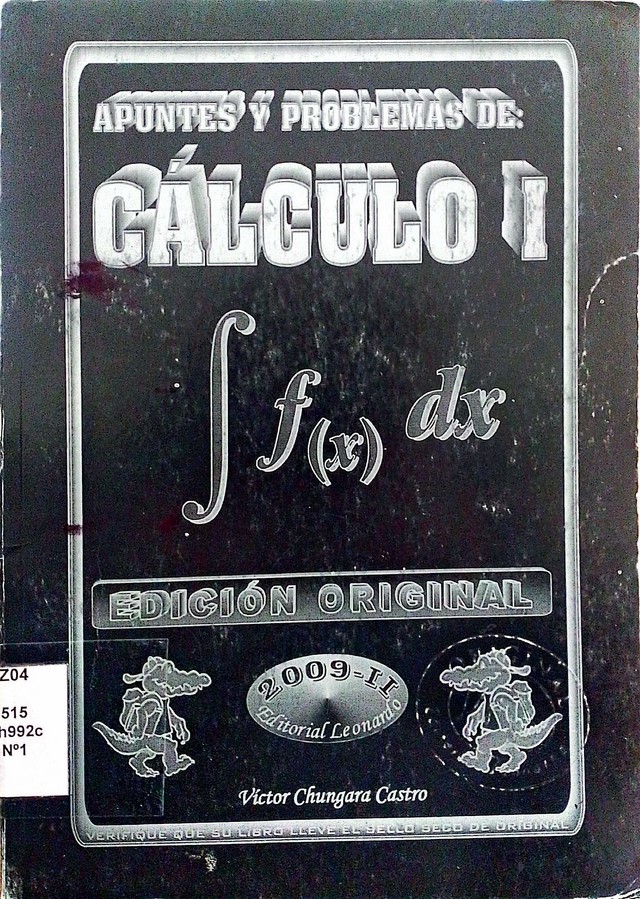 APUNTES Y PROBLEMAS DE:
CÁLCULO I
∫ f(x) dx
EDICIÓN ORIGINAL
2009-II
Editorial Leonardo
Z04
515
h992c
Nº1
Víctor Chungara Castro
VERIFIQUE QUE SU LIBRO LLEVE EL SELLO SECO DE ORIGINAL